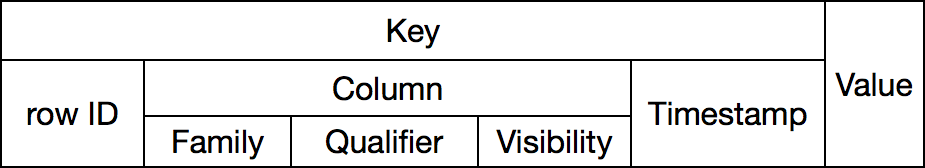 Key
Value
row ID
Column
Timestamp
Family
Qualifier
Visibility